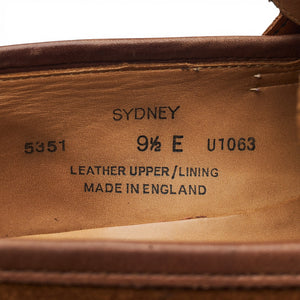 SYDNEY
5351 9½ E U1063
LEATHER UPPER/LINING
MADE IN ENGLAND